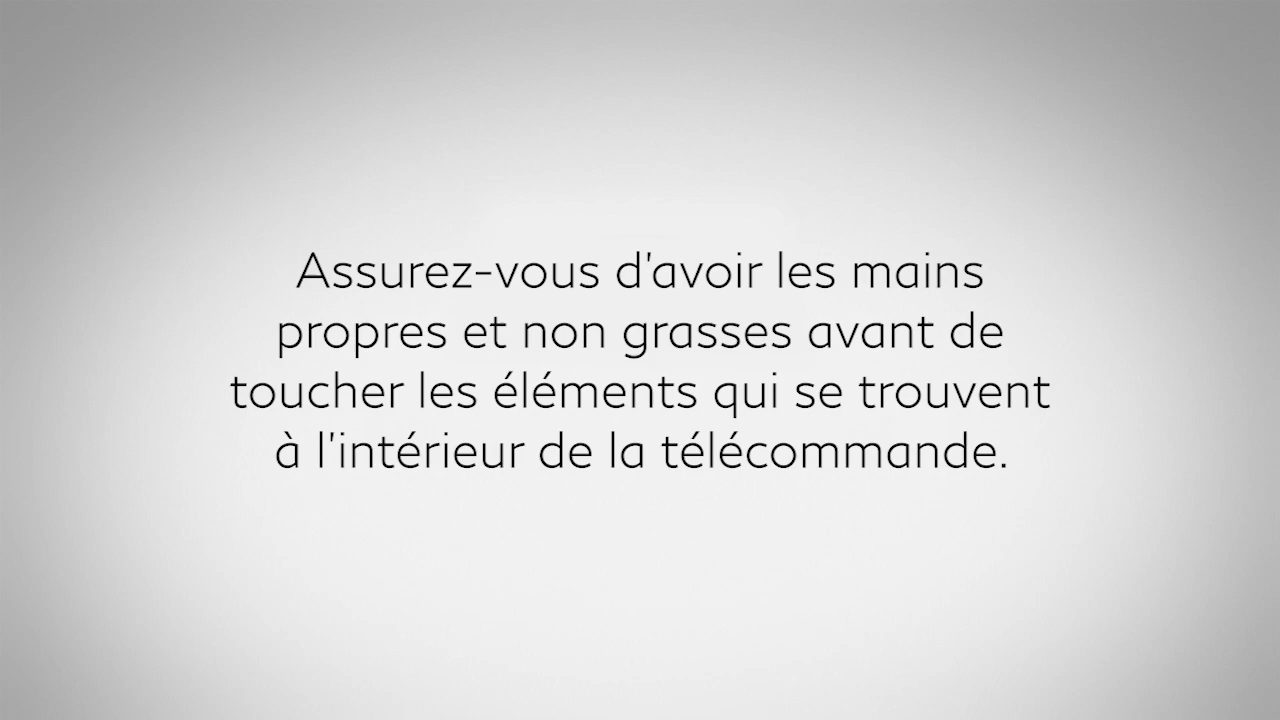 Assurez-vous d'avoir les mains
propres et non grasses avant de
toucher les éléments qui se trouvent
à l'intérieur de la télécommande.